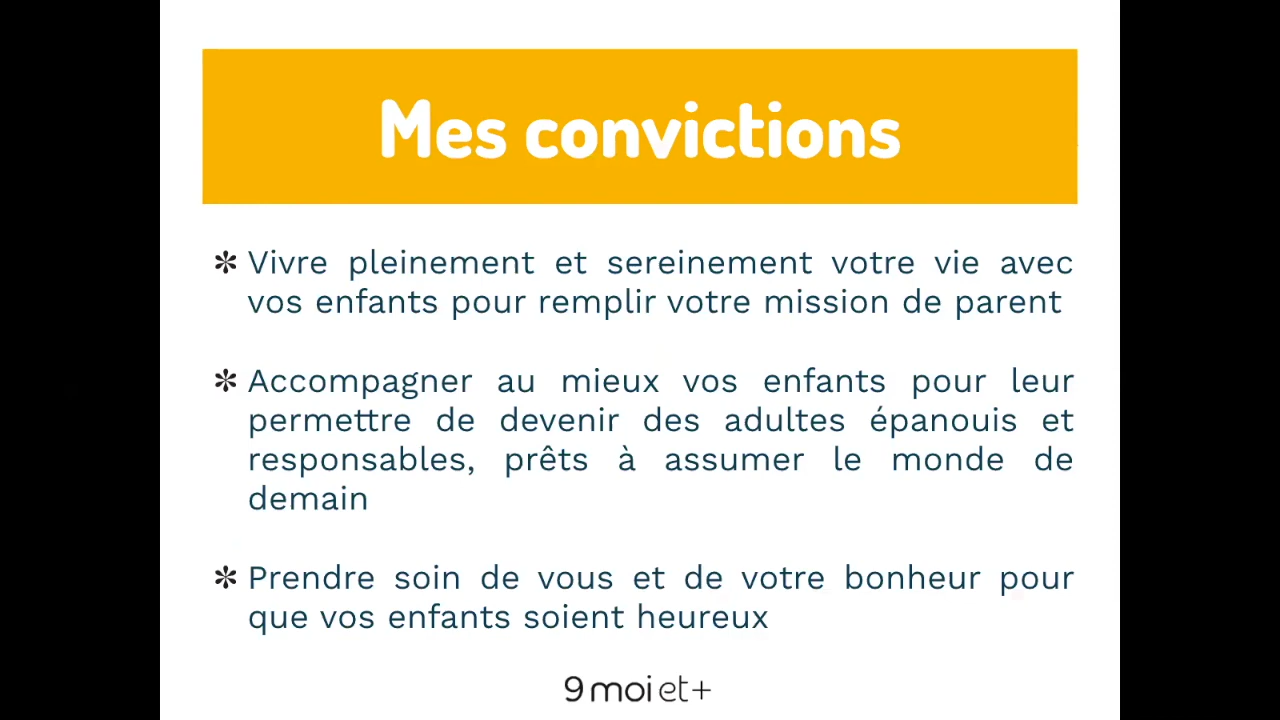 Mes convictions
✻ Vivre pleinement et sereinement votre vie avec
vos enfants pour remplir votre mission de parent
✻ Accompagner au mieux vos enfants pour leur
permettre de devenir des adultes épanouis et
responsables, prêts à assumer le monde de
demain
✻ Prendre soin de vous et de votre bonheur pour
que vos enfants soient heureux
9 moi et+